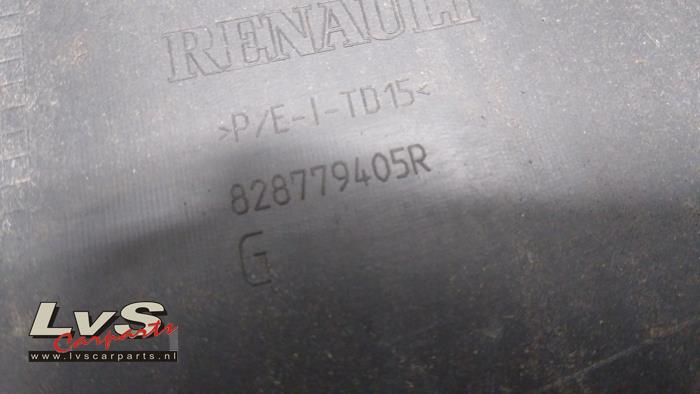 RENAULT
>P/E-I-TD15<
828779405R
G
LvS
Carparts
www.lvscarparts.nl